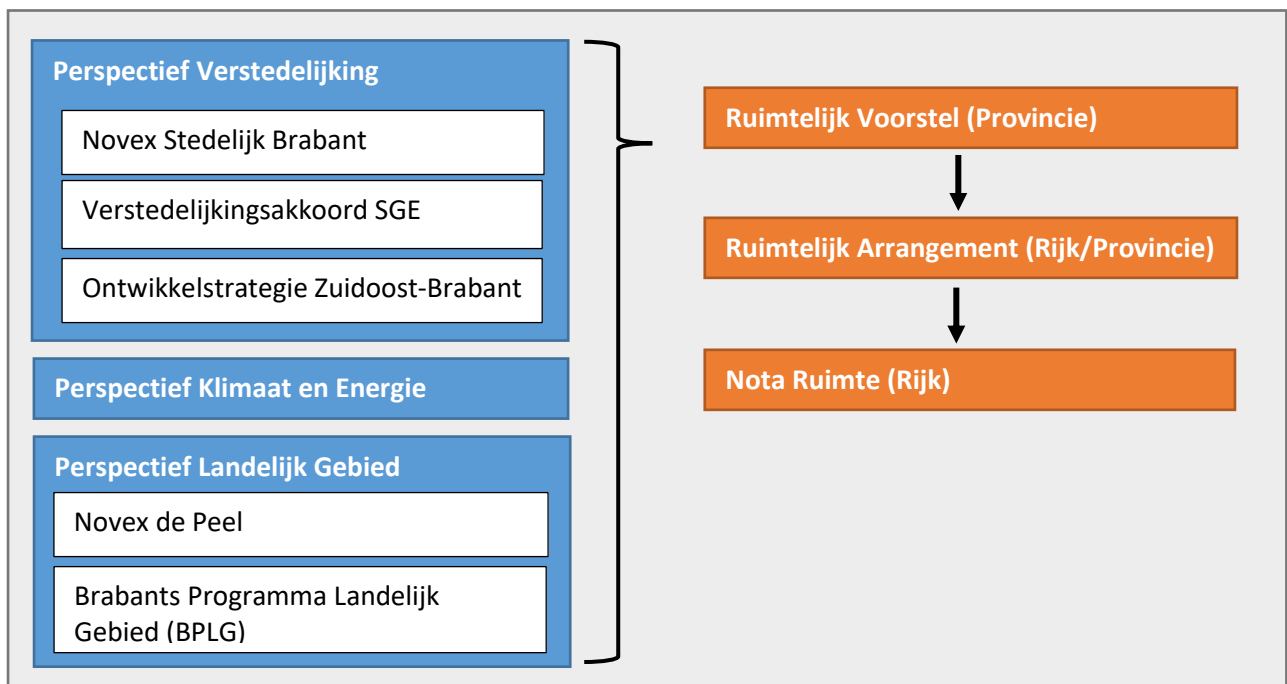 Perspectief Verstedelijking
Novex Stedelijk Brabant
Verstedelijkingsakkoord SGE
Ontwikkelstrategie Zuidoost-Brabant
Perspectief Klimaat en Energie
Perspectief Landelijk Gebied
Novex de Peel
Brabants Programma Landelijk
Gebied (BPLG)
Ruimtelijk Voorstel (Provincie)
Ruimtelijk Arrangement (Rijk/Provincie)
Nota Ruimte (Rijk)